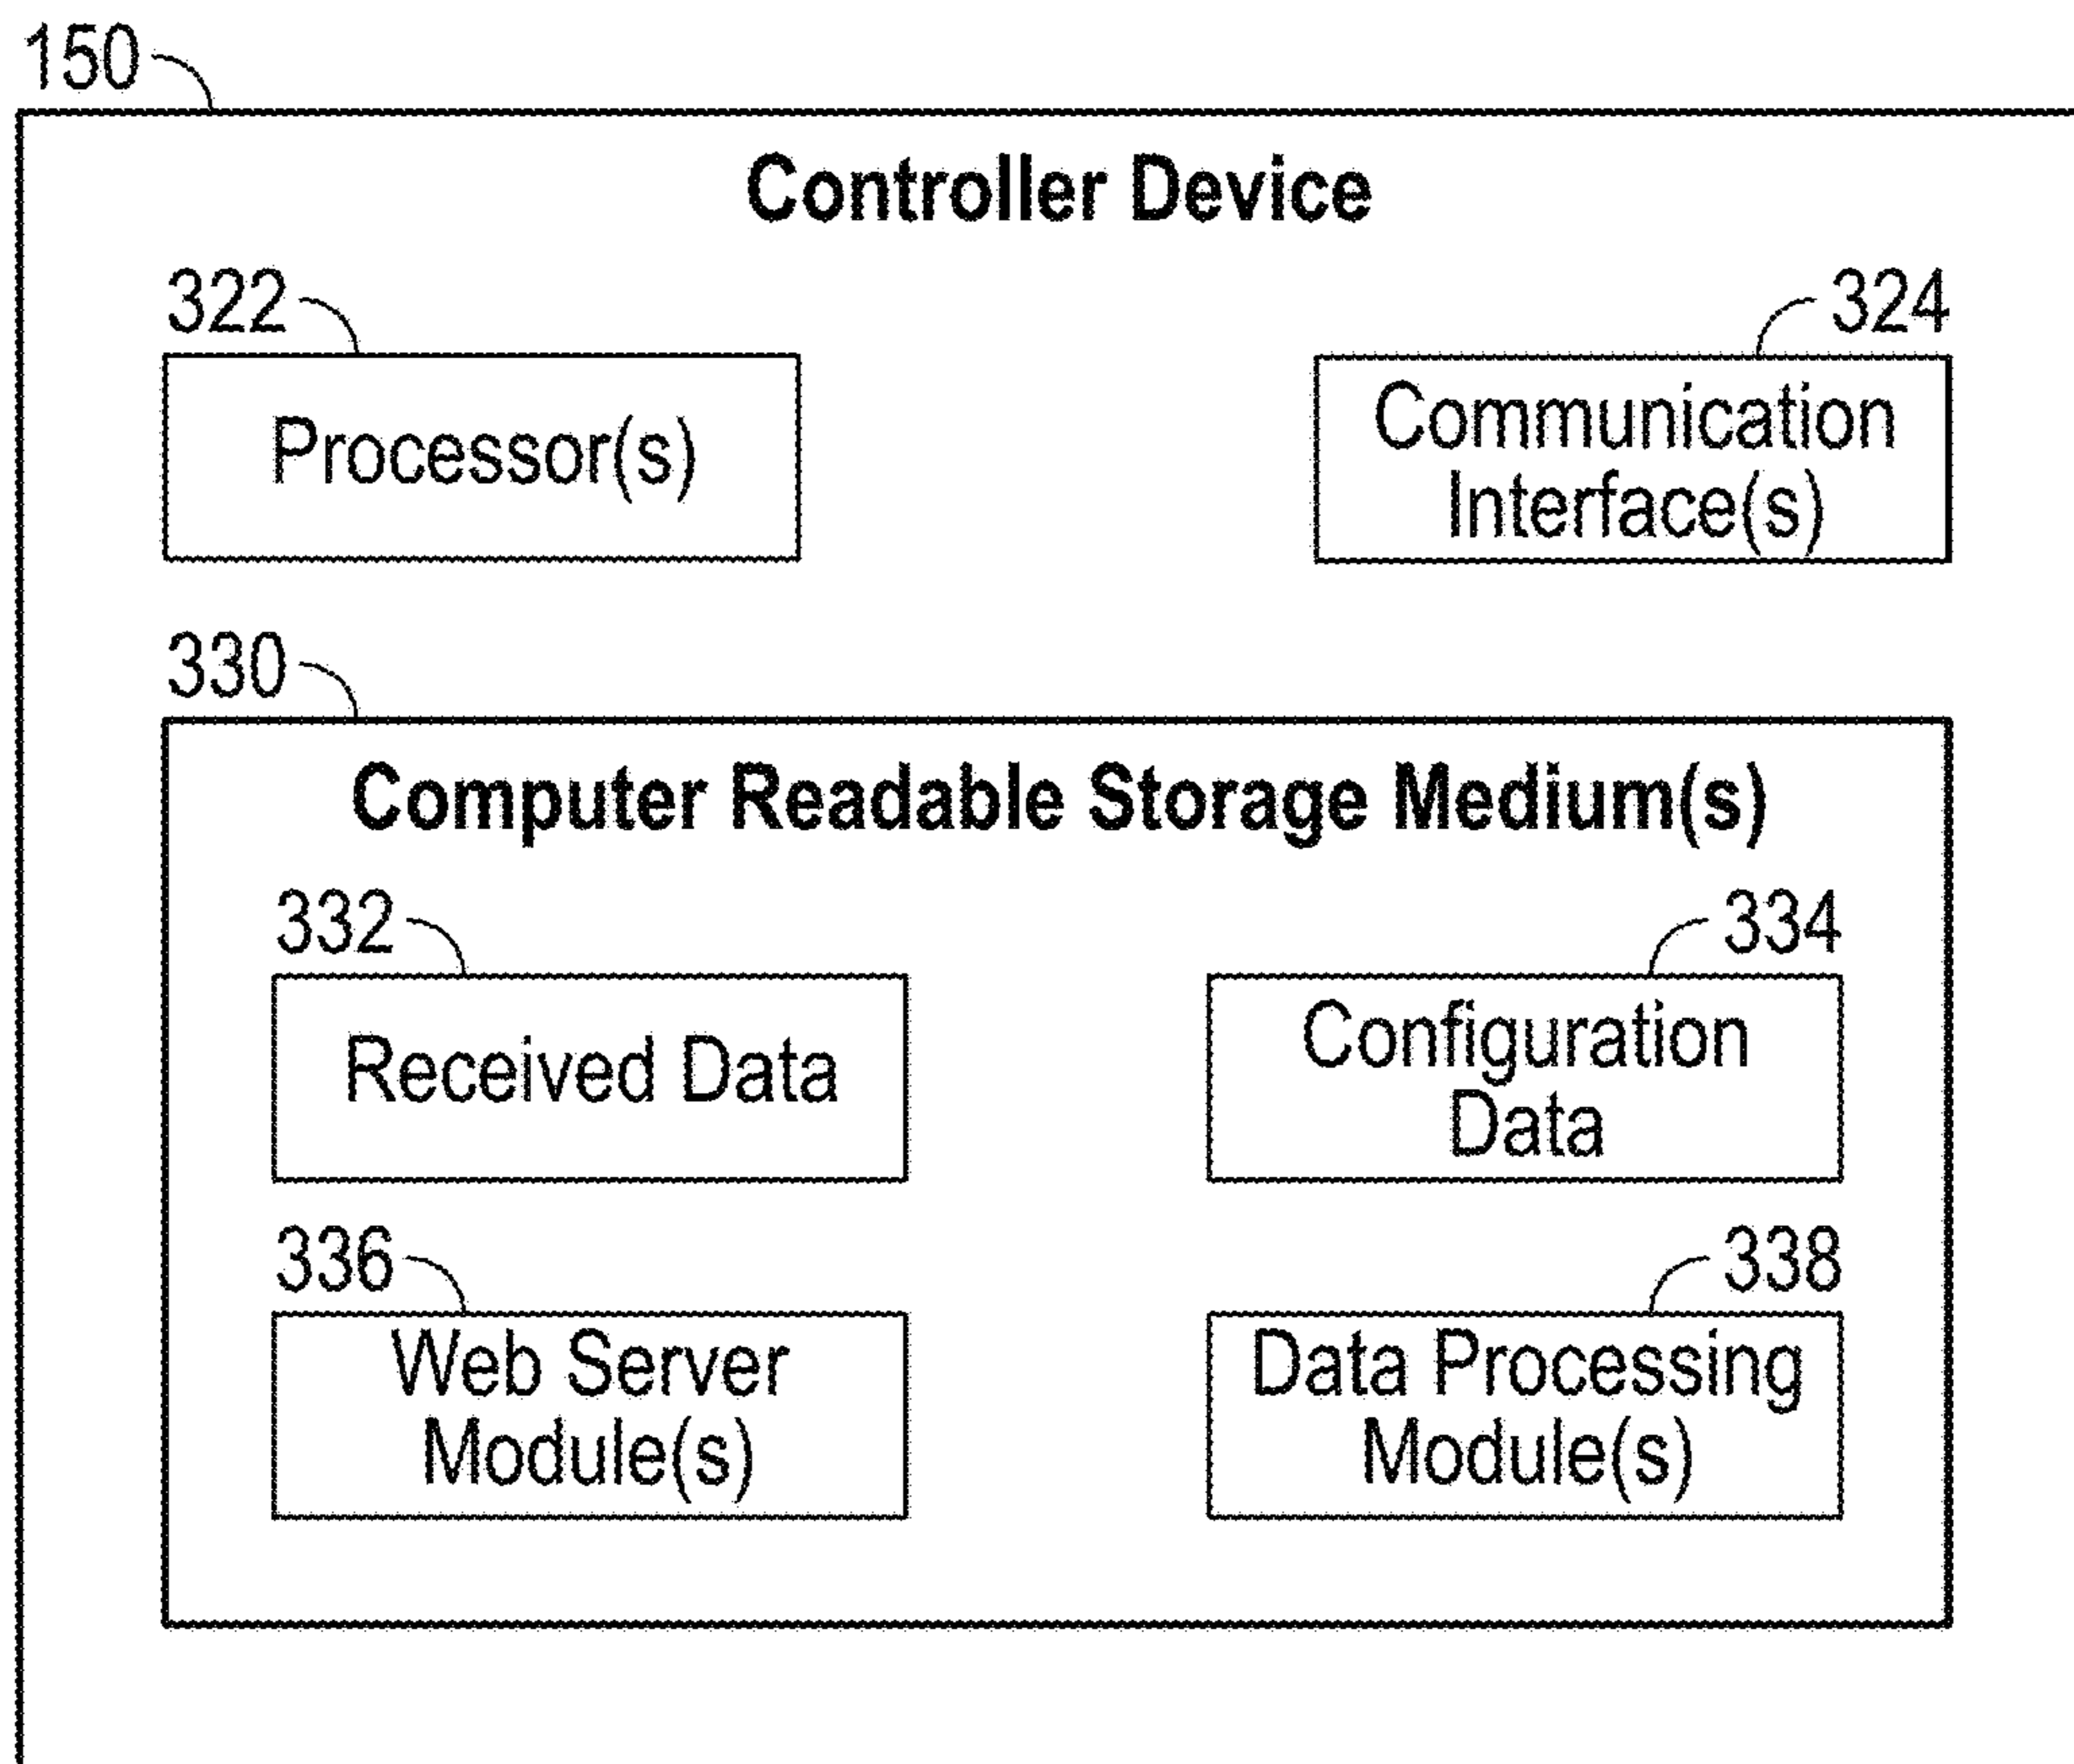 150
Controller Device
322
324
Processor(s)
Communication
Interface(s)
330
Computer Readable Storage Medium(s)
332
334
Received Data
Configuration
Data
336
338
Web Server
Module(s)
Data Processing
Module(s)